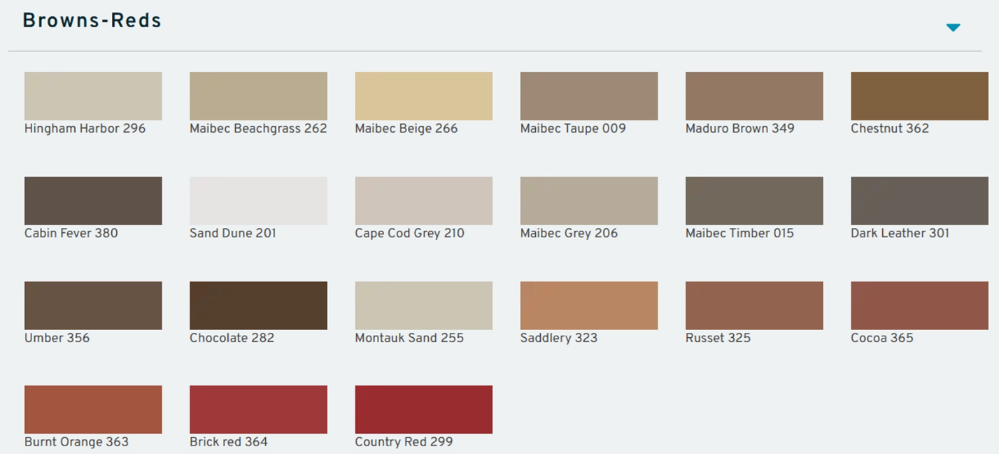 Browns-Reds
Hingham Harbor 296
Maibec Beachgrass 262
Maibec Beige 266
Maibec Taupe 009
Maduro Brown 349
Chestnut 362
Cabin Fever 380
Sand Dune 201
Cape Cod Grey 210
Maibec Grey 206
Maibec Timber 015
Dark Leather 301
Umber 356
Chocolate 282
Montauk Sand 255
Saddlery 323
Russet 325
Cocoa 365
Burnt Orange 363
Brick red 364
Country Red 299